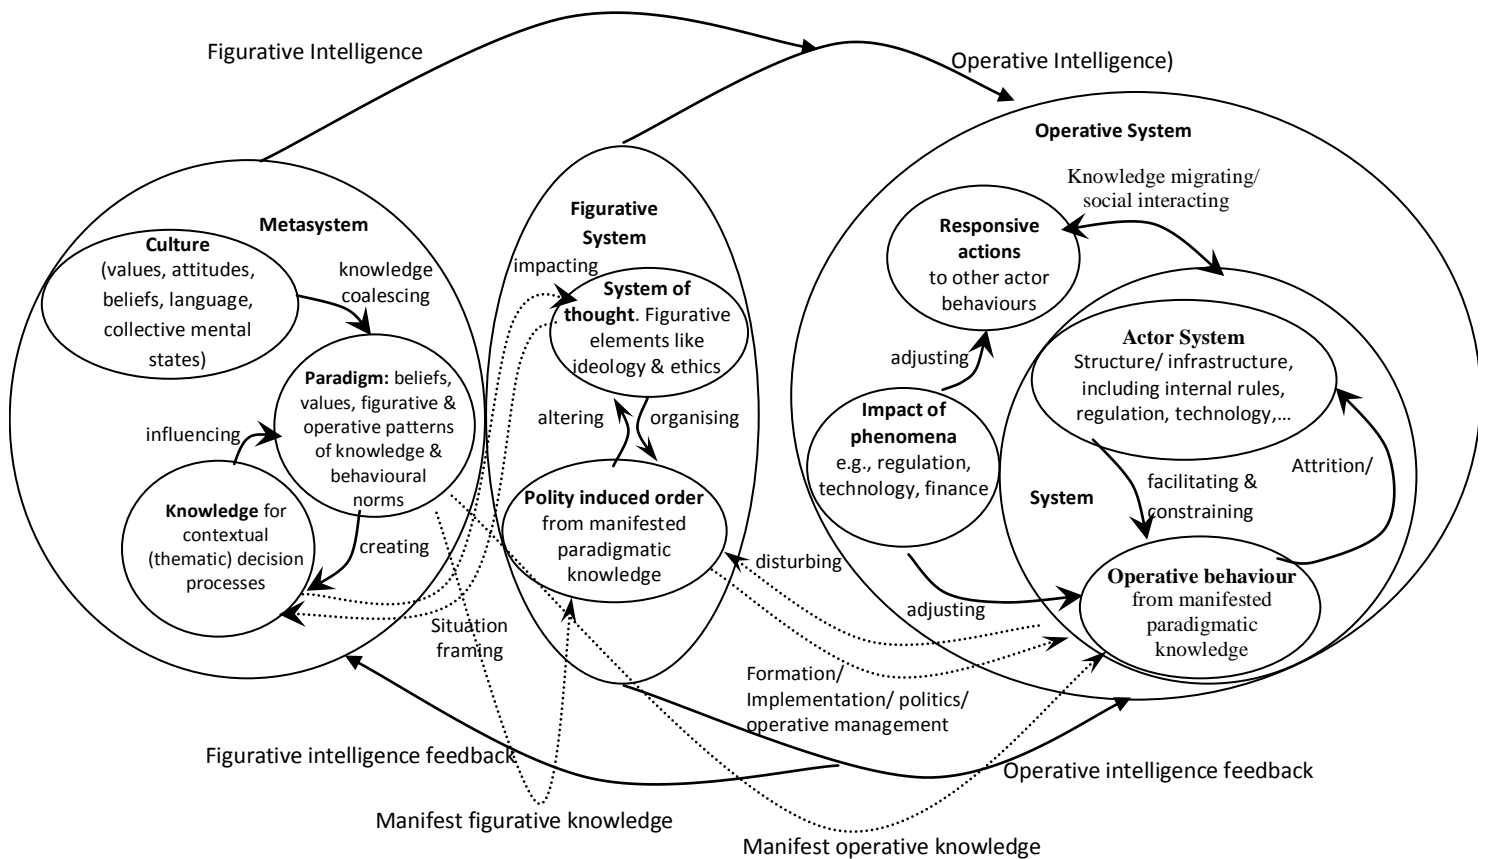 Figurative Intelligence
Operative Intelligence)
Operative System
Metasystem
Culture
(values, attitudes,
beliefs, language,
collective mental
states)
knowledge
coalescing
Paradigm: beliefs,
values, figurative &
operative patterns
of knowledge &
behavioural
norms
influencing
Knowledge for
contextual
(thematic) decision
processes
creating
Figurative
System
impacting
System of
thought. Figurative
elements like
ideology & ethics
altering
organising
Polity induced order
from manifested
paradigmatic
knowledge
Situation
framing
disturbing
Formation/
Implementation/ politics/
operative management
Knowledge migrating/
social interacting
Responsive
actions
to other actor
behaviours
adjusting
Impact of
phenomena
e.g., regulation,
technology, finance
adjusting
Actor System
Structure/ infrastructure,
including internal rules,
regulation, technology,...
System
facilitating &
constraining
Attrition/
Operative behaviour
from manifested
paradigmatic
knowledge
Figurative intelligence feedback
Operative intelligence feedback
Manifest figurative knowledge
Manifest operative knowledge